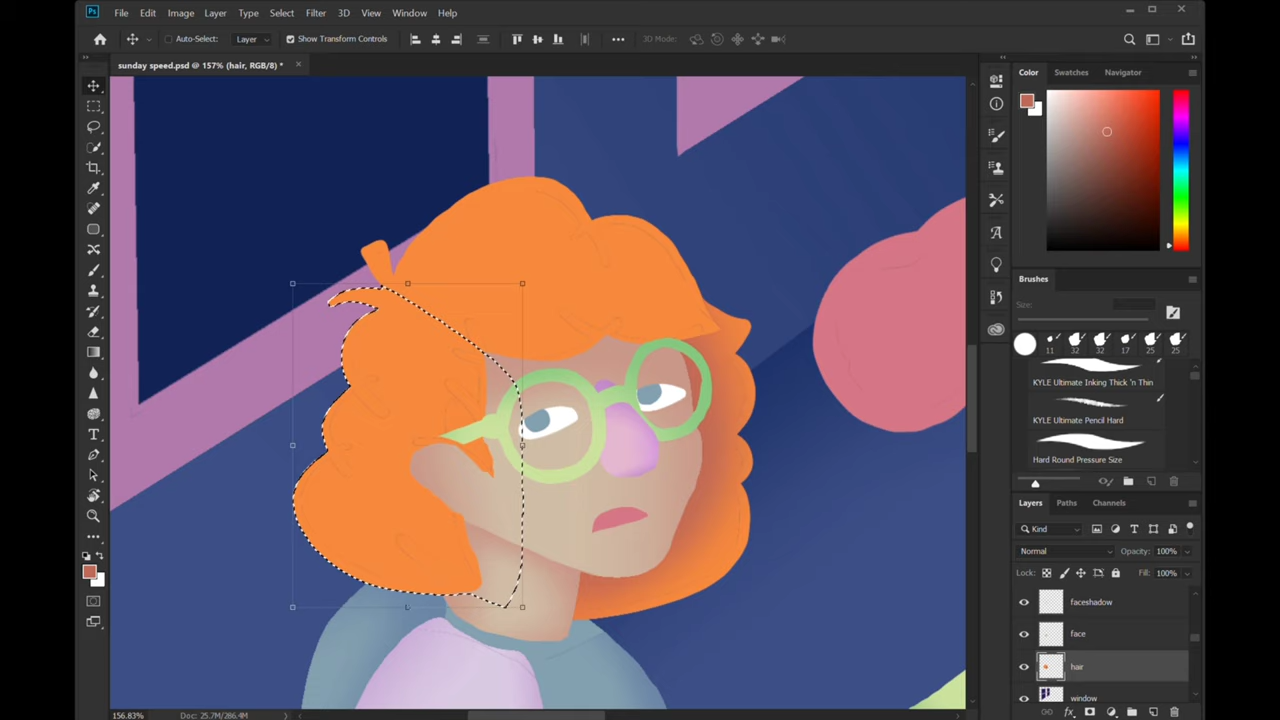 Ps File Edit Image Layer Type Select Filter 3D View Window Help
Auto-Select: Layer Show Transform Controls 3D Mode:
sunday speed.psd @ 157% (hair, RGB/8) *
Color Swatches Navigator
Brushes
Size:
11 32 32 17 25 25
KYLE Ultimate Inking Thick 'n Thin
KYLE Ultimate Pencil Hard
Hard Round Pressure Size
Layers Paths Channels
Kind
Normal Opacity: 100%
Lock: Fill: 100%
faceshadow
face
hair
window
156.83% Doc: 25.7M/286.4M